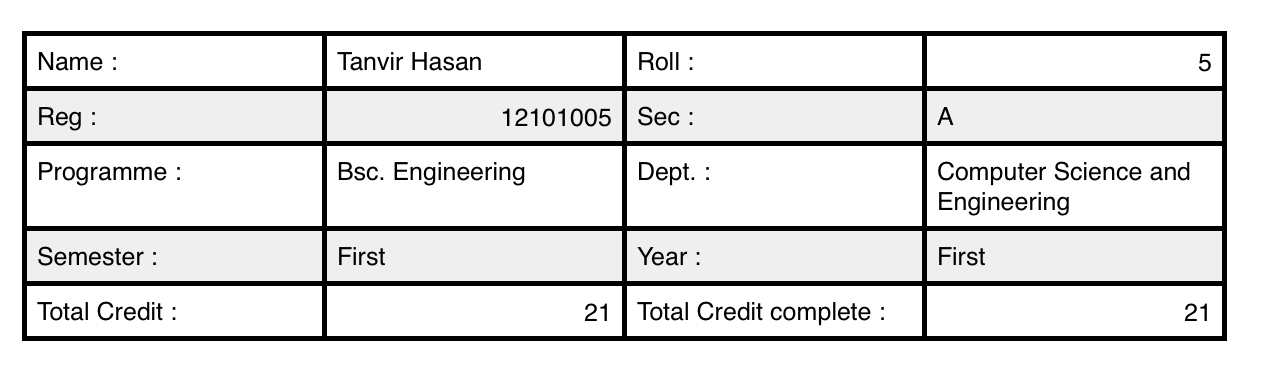 Name : Tanvir Hasan Roll : 5
Reg : 12101005 Sec : A
Programme : Bsc. Engineering Dept. : Computer Science and
Engineering
Semester : First Year : First
Total Credit : 21 Total Credit complete : 21